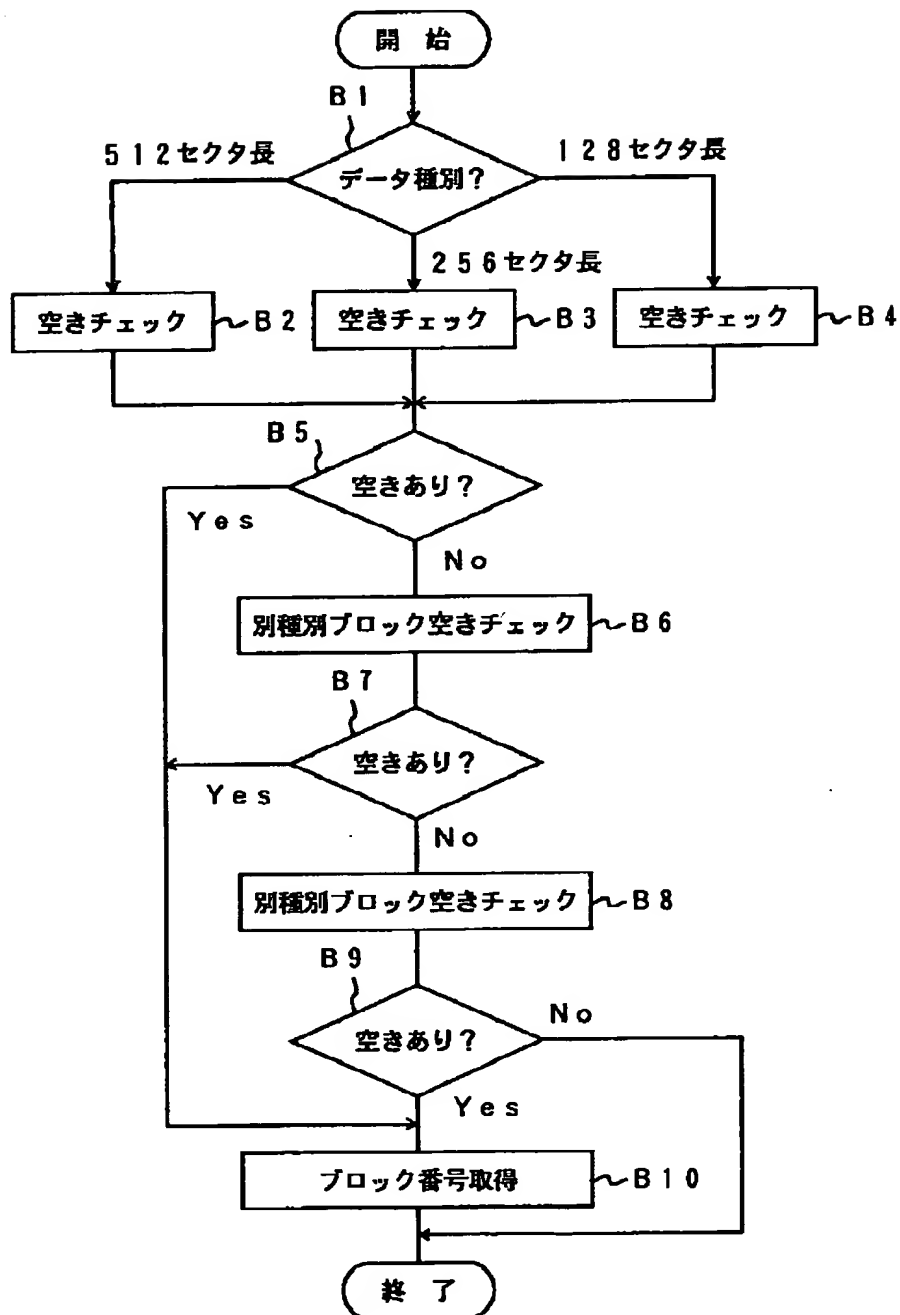 開 始
B1
512セクタ長
128セクタ長
データ種別?
256セクタ長
空きチェック
B2
空きチェック
B3
空きチェック
B4
B5
空きあり?
Yes
No
別種別ブロック空きチェック
B6
B7
空きあり?
Yes
No
別種別ブロック空きチェック
B8
B9
空きあり?
No
Yes
ブロック番号取得
B10
終 了